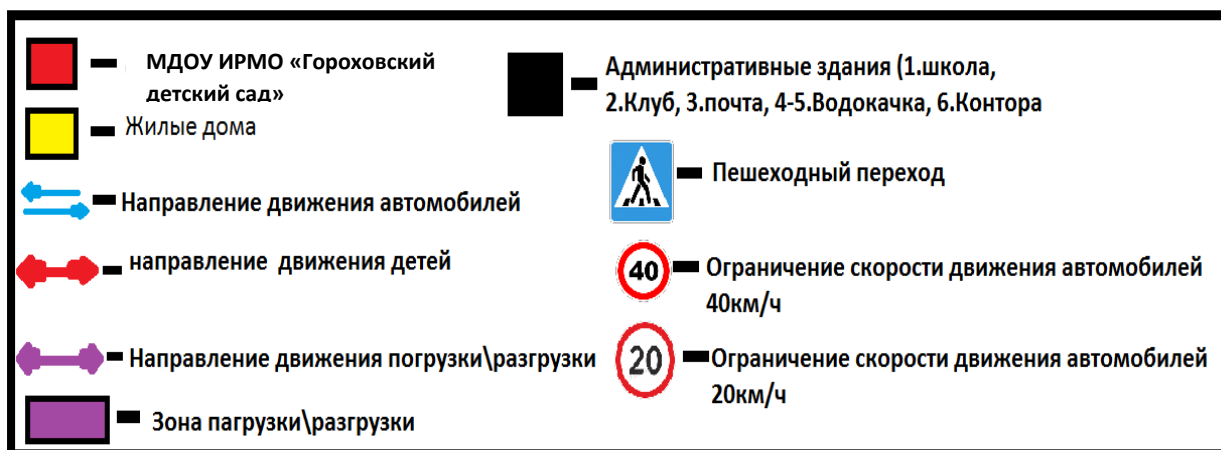 МДОУ ИРМО «Гороховский
детский сад»
Жилые дома
Направление движения автомобилей
направление движения детей
Направление движения погрузки\разгрузки
Зона пагрузки\разгрузки
Административные здания (1.школа,
2.Клуб, 3.почта, 4-5.Водокачка, 6.Контора
Пешеходный переход
40
Ограничение скорости движения автомобилей
40км/ч
20
Ограничение скорости движения автомобилей
20км/ч